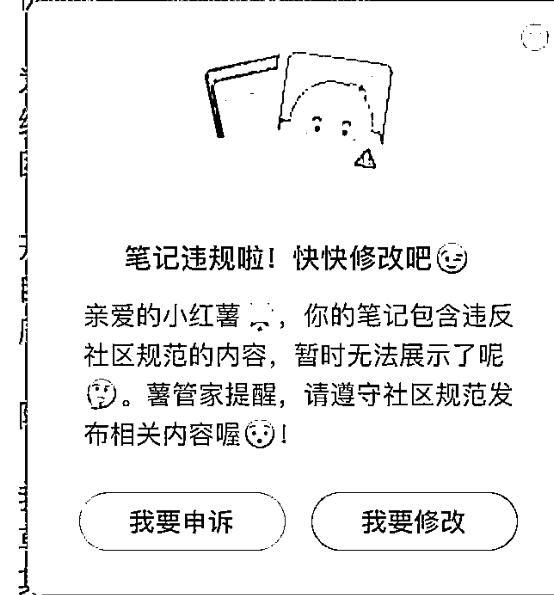 笔记违规啦！快快修改吧😉
亲爱的小红薯，你的笔记包含违反
社区规范的内容，暂时无法展示了呢
🤔。薯管家提醒，请遵守社区规范发
布相关内容喔😯！
我要申诉
我要修改